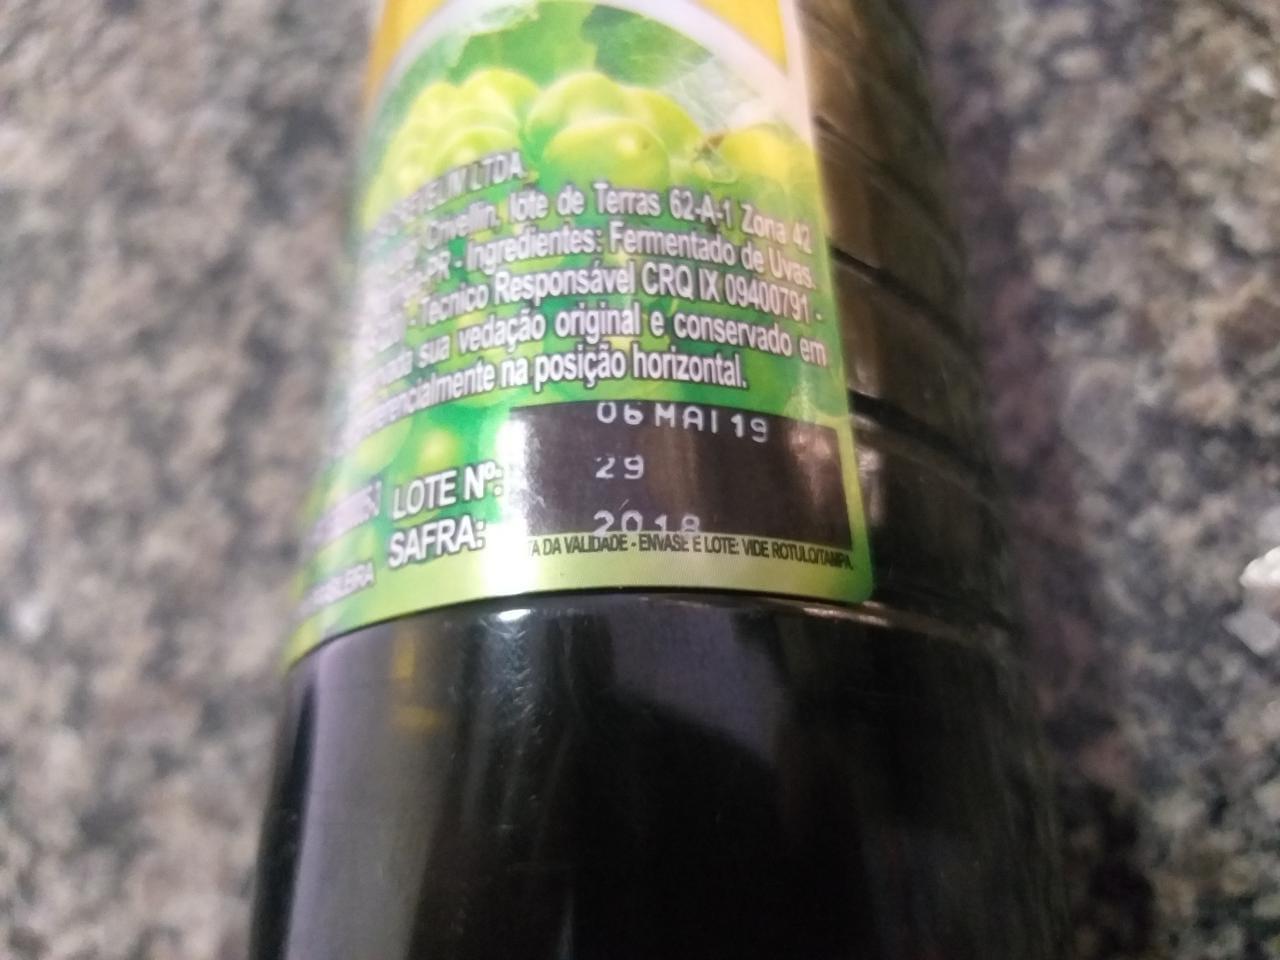 LTDA.
Crivellin, lote de Terras 62-A-1 Zona 42
PR - Ingredientes: Fermentado de Uvas.
- Técnico Responsável CRQ IX 09400791 -
sua vedação original e conservado em
na posição horizontal.
06 MAI 19
LOTE Nº: 29
SAFRA: 2018
DA VALIDADE - ENVASE E LOTE: VIDE ROTULO/TAMPA